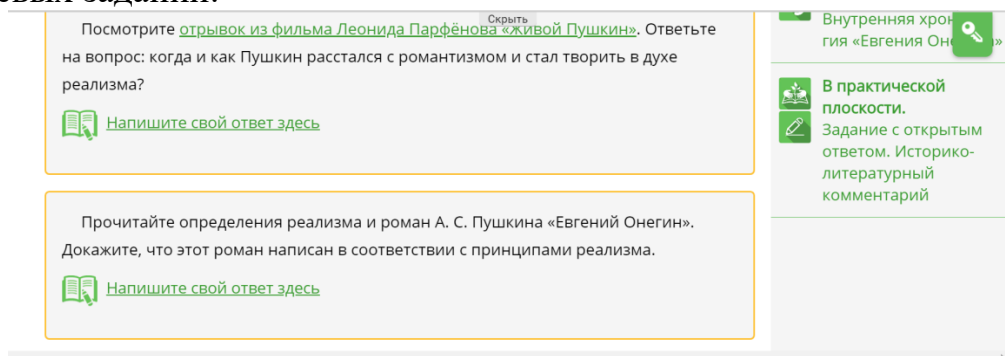 Скрыть
Посмотрите отрывок из фильма Леонида Парфёнова «Живой Пушкин». Ответьте
на вопрос: когда и как Пушкин расстался с романтизмом и стал творить в духе
реализма?
Напишите свой ответ здесь
Прочитайте определения реализма и роман А. С. Пушкина «Евгений Онегин».
Докажите, что этот роман написан в соответствии с принципами реализма.
Напишите свой ответ здесь
Внутренняя
гия «Евгения
В практической
плоскости.
Задание с открытым
ответом. Историко-
литературный
комментарий